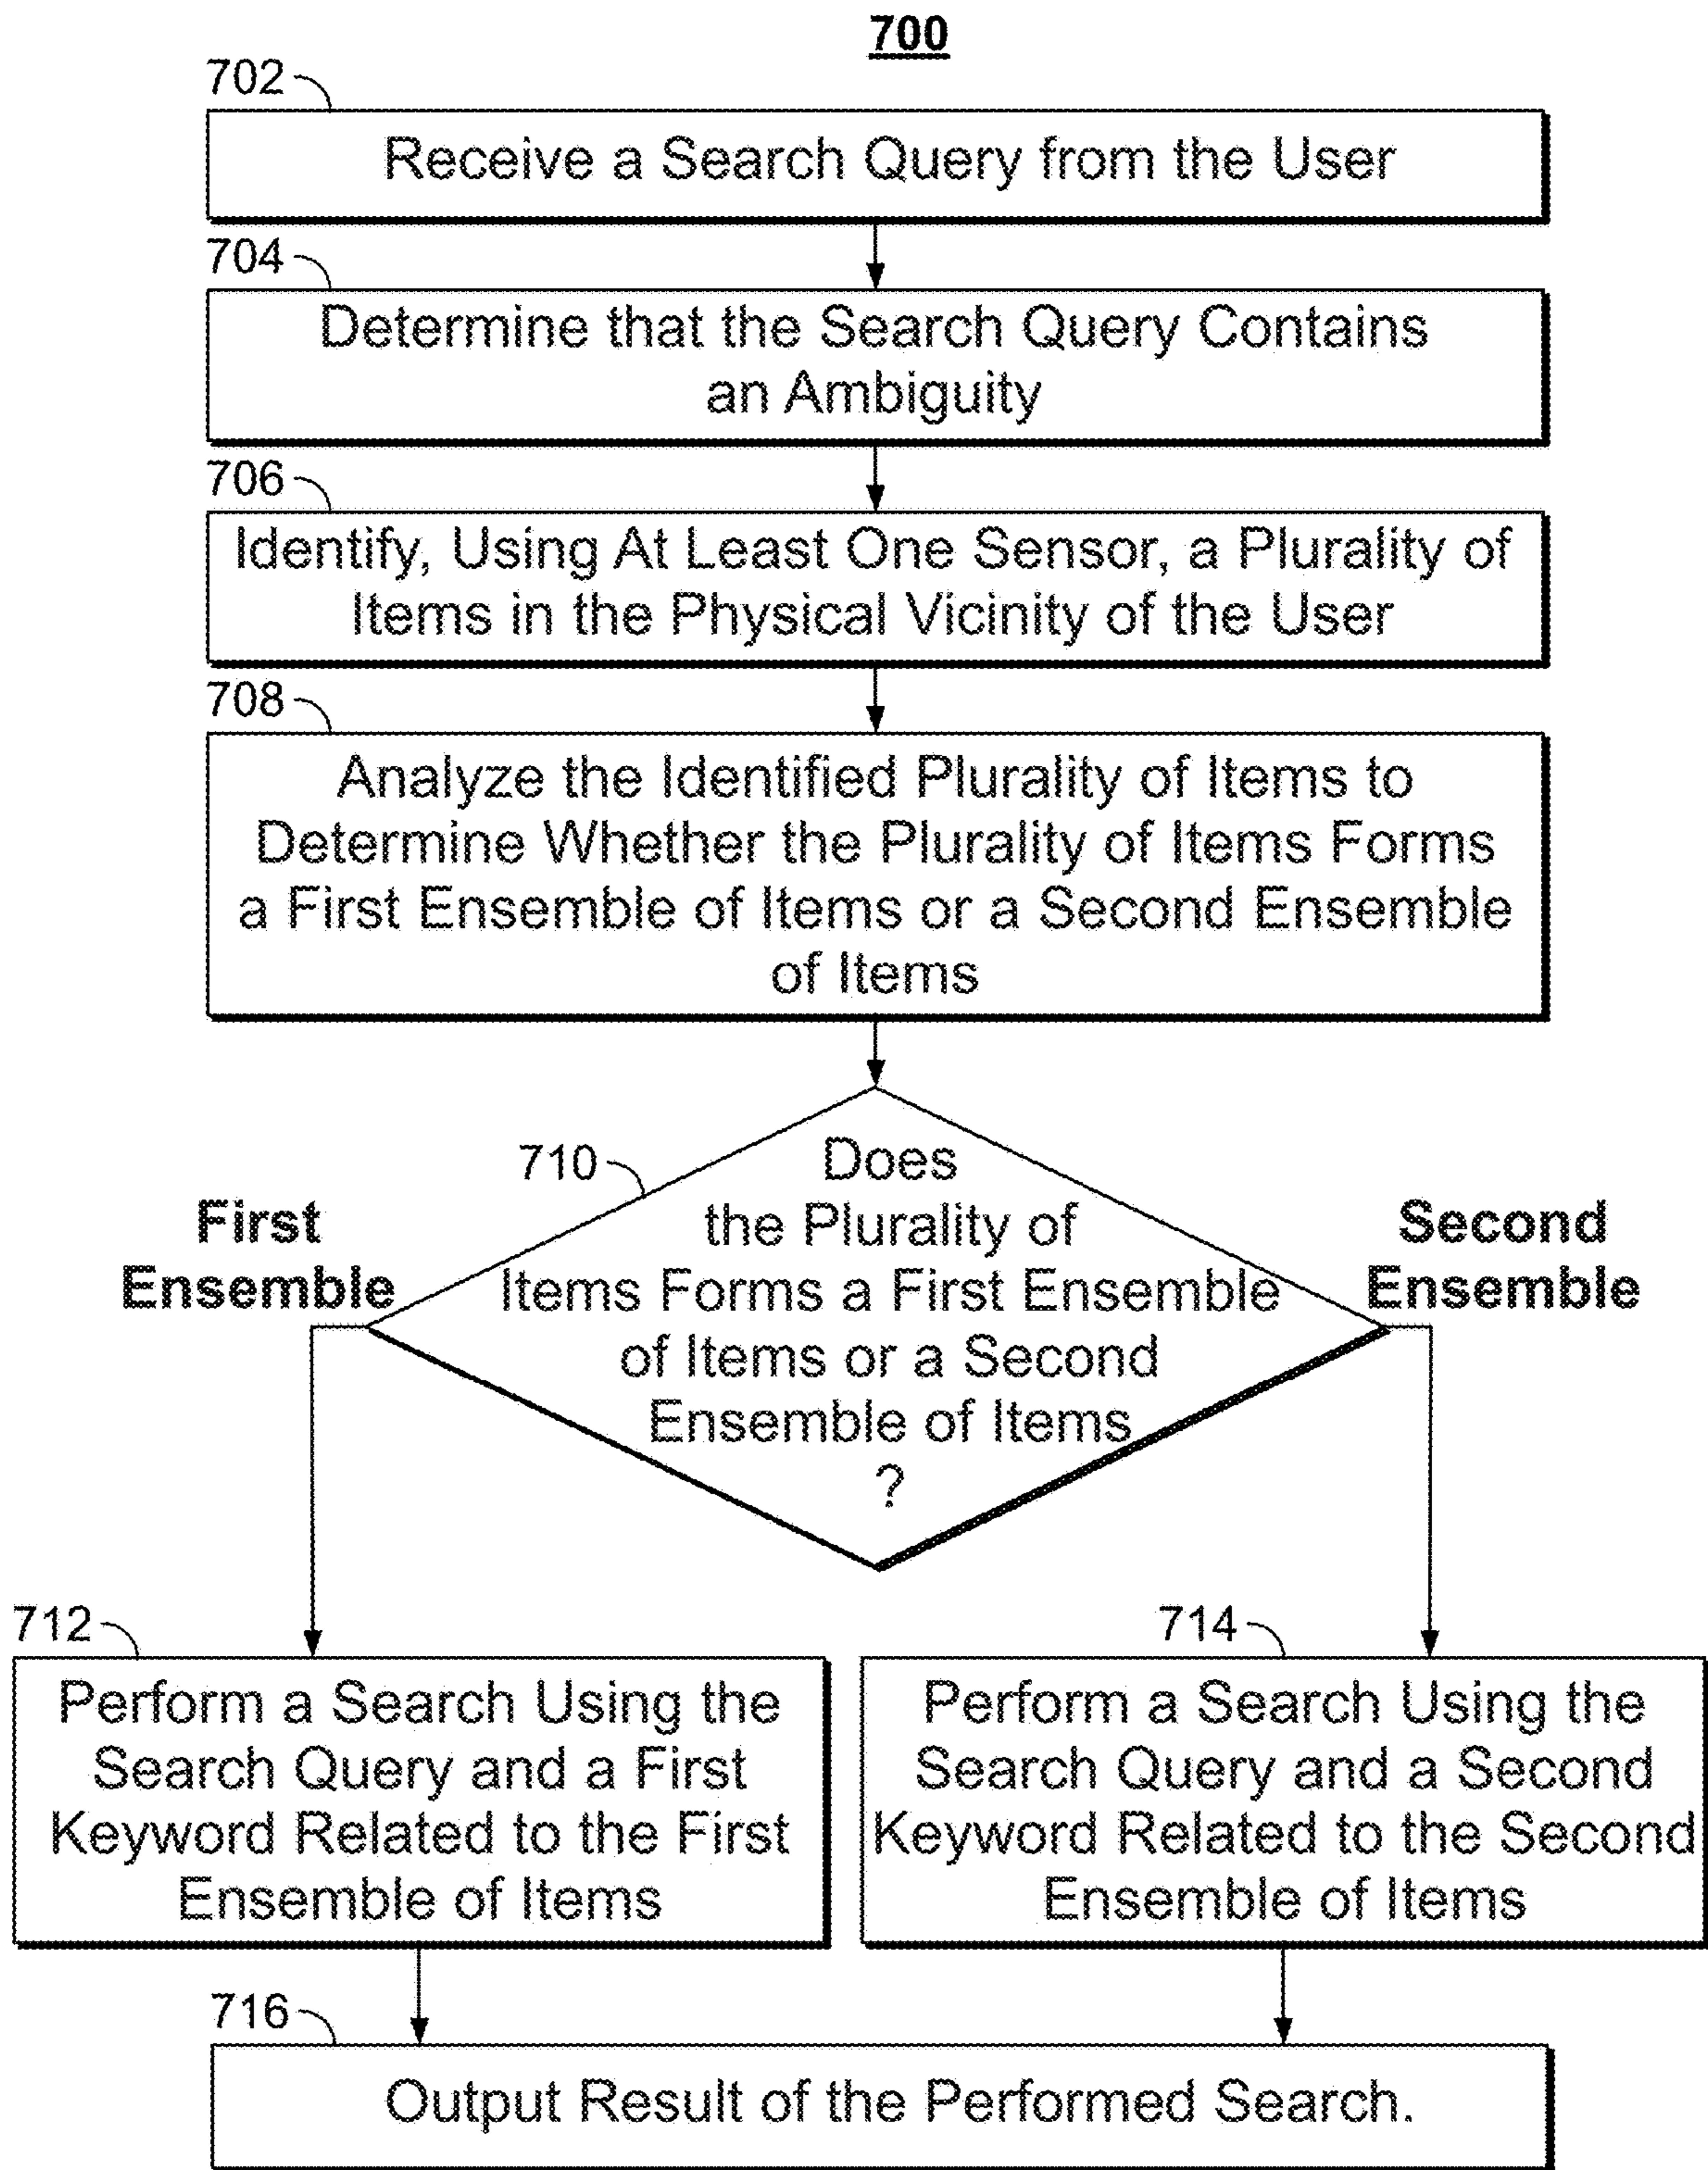 700
702
Receive a Search Query from the User
704
Determine that the Search Query Contains
an Ambiguity
706
Identify, Using At Least One Sensor, a Plurality of
Items in the Physical Vicinity of the User
708
Analyze the Identified Plurality of Items to
Determine Whether the Plurality of Items Forms
a First Ensemble of Items or a Second Ensemble
of Items
710
Does
the Plurality of
Items Forms a First Ensemble
of Items or a Second
Ensemble of Items
?
First
Ensemble
Second
Ensemble
712
Perform a Search Using the
Search Query and a First
Keyword Related to the First
Ensemble of Items
714
Perform a Search Using the
Search Query and a Second
Keyword Related to the Second
Ensemble of Items
716
Output Result of the Performed Search.